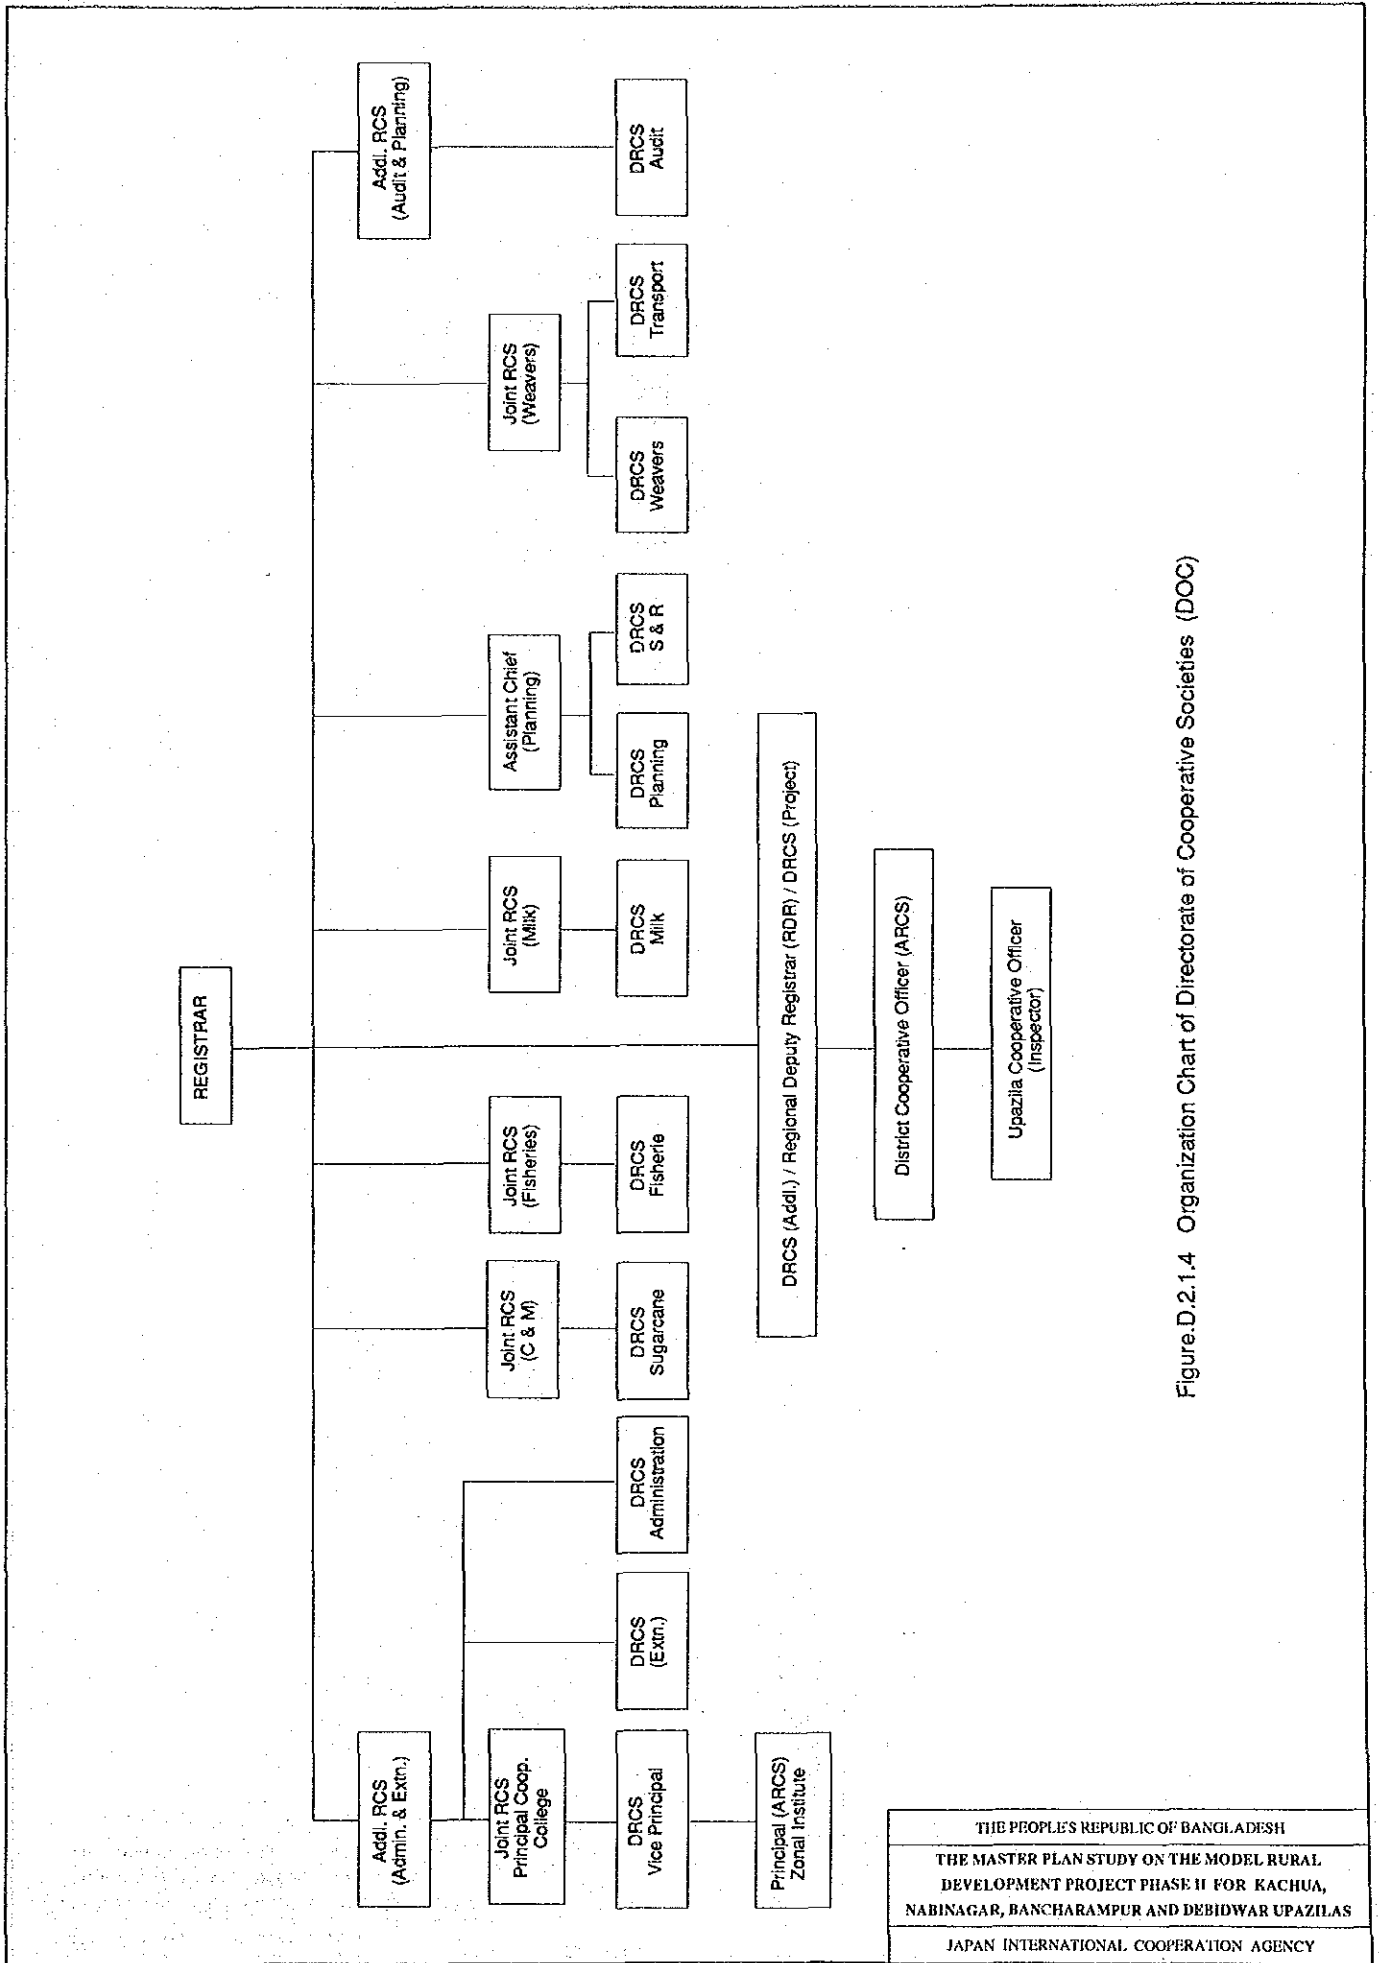 REGISTRAR
Addl. RCS
(Admin. & Extn.)
Addl. RCS
(Audit & Planning)
Joint RCS
Principal Coop.
College
Joint RCS
(C & M)
Joint RCS
(Fisheries)
Joint RCS
(Milk)
Assistant Chief
(Planning)
Joint RCS
(Weavers)
DRCS
Vice Principal
DRCS
(Extn.)
DRCS
Administration
DRCS
Sugarcane
DRCS
Fisherie
DRCS
Milk
DRCS
Planning
DRCS
S & R
DRCS
Weavers
DRCS
Transport
DRCS
Audit
Principal (ARCS)
Zonal Institute
DRCS (Addl.) / Regional Deputy Registrar (RDR) / DRCS (Project)
District Cooperative Officer (ARCS)
Upazila Cooperative Officer
(Inspector)
Figure.D.2.1.4 Organization Chart of Directorate of Cooperative Societies (DOC)
THE PEOPLE'S REPUBLIC OF BANGLADESH
THE MASTER PLAN STUDY ON THE MODEL RURAL
DEVELOPMENT PROJECT PHASE II FOR KACHUA,
NABINAGAR, BANCHARAMPUR AND DEBIDWAR UPAZILAS
JAPAN INTERNATIONAL COOPERATION AGENCY